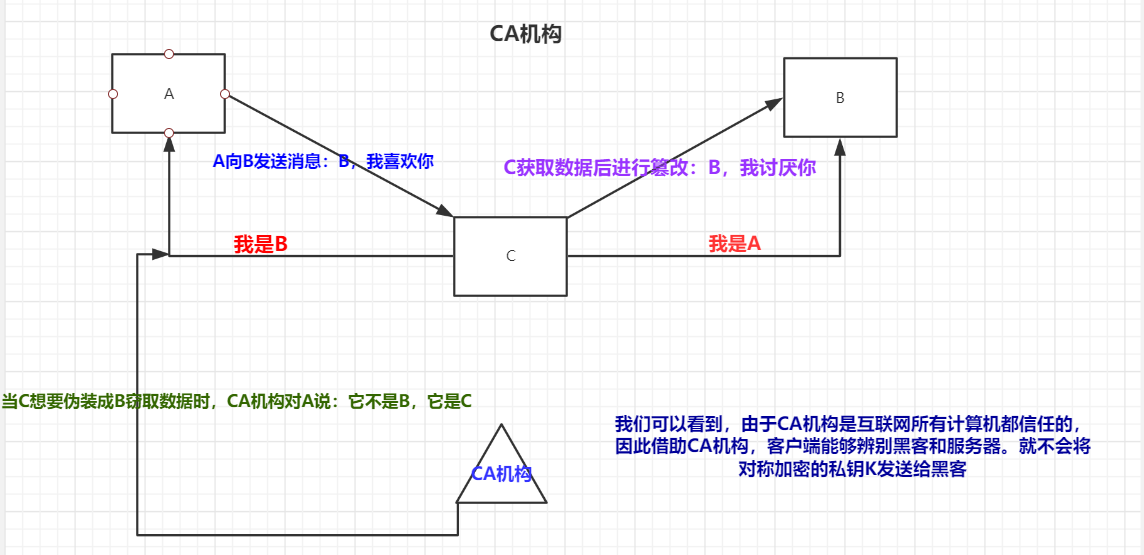 CA机构
A
B
A向B发送消息：B，我喜欢你
C获取数据后进行篡改：B，我讨厌你
我是B
我是A
C
当C想要伪装成B窃取数据时，CA机构对A说：它不是B，它是C
我们可以看到，由于CA机构是互联网所有计算机都信任的，
因此借助CA机构，客户端能够辨别黑客和服务器。就不会将
对称加密的私钥K发送给黑客
CA机构